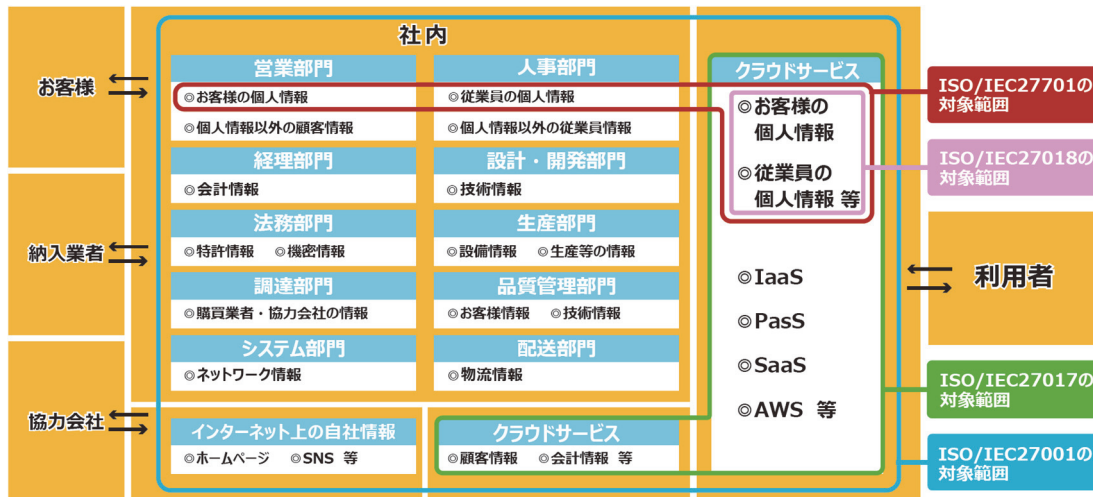 お客様
納入業者
協力会社
社内
営業部門
◎お客様の個人情報
◎個人情報以外の顧客情報
人事部門
◎従業員の個人情報
◎個人情報以外の従業員情報
経理部門
◎会計情報
設計・開発部門
◎技術情報
法務部門
◎特許情報 ◎機密情報
生産部門
◎設備情報 ◎生産等の情報
調達部門
◎購買業者・協力会社の情報
品質管理部門
◎お客様情報 ◎技術情報
システム部門
◎ネットワーク情報
配送部門
◎物流情報
インターネット上の自社情報
◎ホームページ ◎SNS 等
クラウドサービス
◎顧客情報 ◎会計情報 等
クラウドサービス
◎お客様の
個人情報
◎従業員の
個人情報 等
◎IaaS
◎PasS
◎SaaS
◎AWS 等
ISO/IEC27701の
対象範囲
ISO/IEC27018の
対象範囲
利用者
ISO/IEC27017の
対象範囲
ISO/IEC27001の
対象範囲